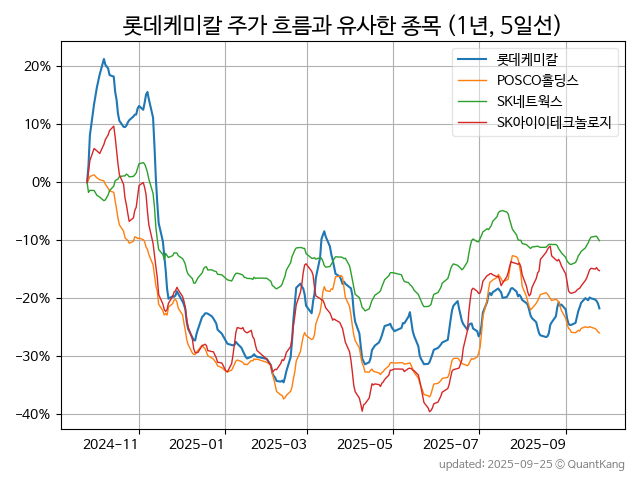 롯데케미칼 주가 흐름과 유사한 종목 (1년, 5일선)
롯데케미칼
POSCO홀딩스
SK네트웍스
SK아이이테크놀로지
20%
10%
0%
−10%
−20%
−30%
−40%
2024-11
2025-01
2025-03
2025-05
2025-07
2025-09
updated: 2025-09-25 © QuantKang